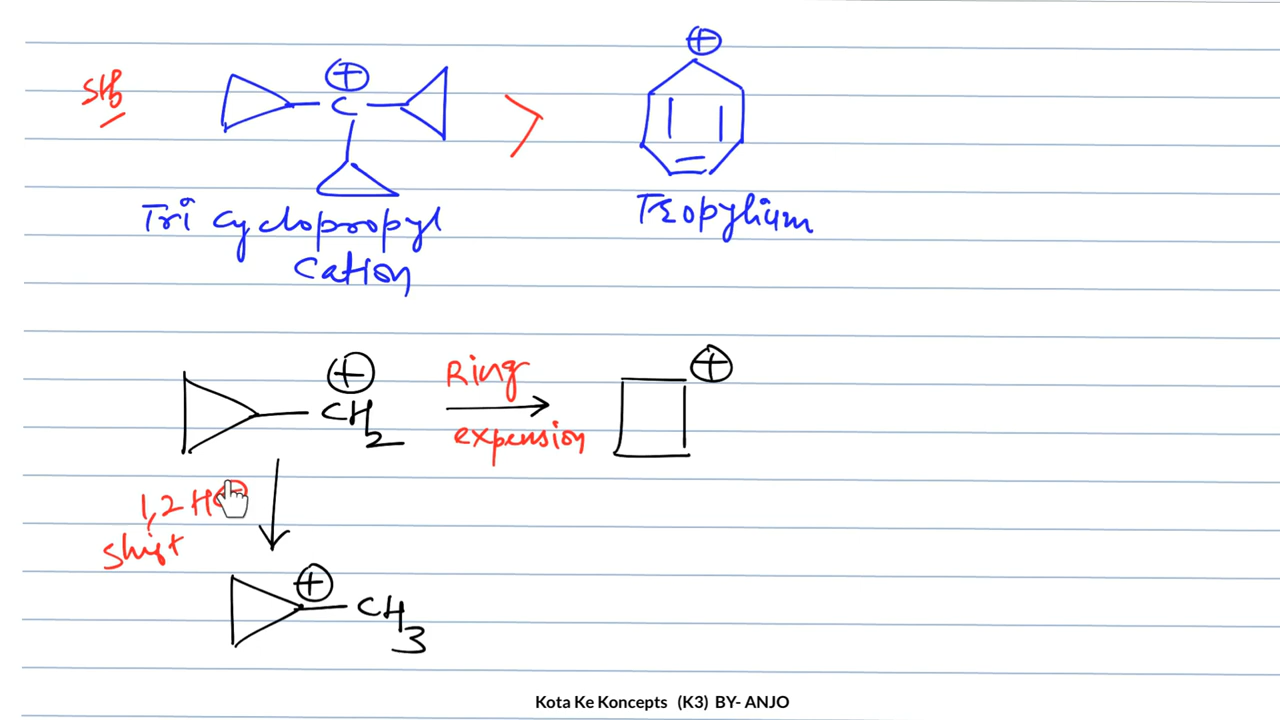 Stb
⊕
C
>
⊕
Tri cyclopropyl
Cation
Tropylium
⊕
CH2
Ring
expension
⊕
1,2 H⊖
Shift
⊕
CH3
Kota Ke Koncepts (K3) BY- ANJO